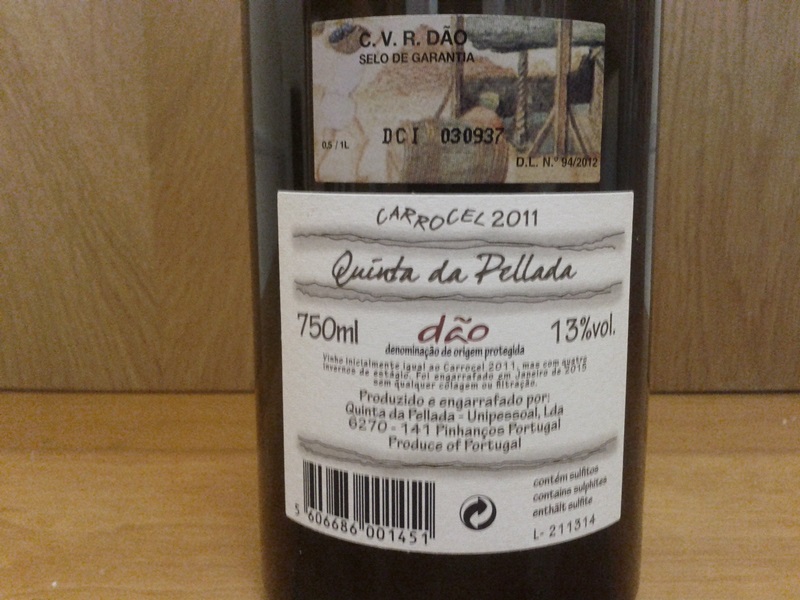 C. V. R. DÃO
SELO DE GARANTIA
0,5 / 1L
DCI 030937
D.L. N.º 94/2012
CARROCEL 2011
Quinta da Pellada
750ml
dão
13%vol.
denominação de origem protegida
Vinho inicialmente igual ao Carrocel 2011, mas com quatro
invernos de estágio. Foi engarrafado em Janeiro de 2015
sem qualquer colagem ou filtração.
Produzido e engarrafado por:
Quinta da Pellada - Unipessoal, Lda
6270 - 141 Pinhanços Portugal
Produce of Portugal
contém sulfitos
contains sulphites
enthält sulfite
L- 211314
5 606686 001451